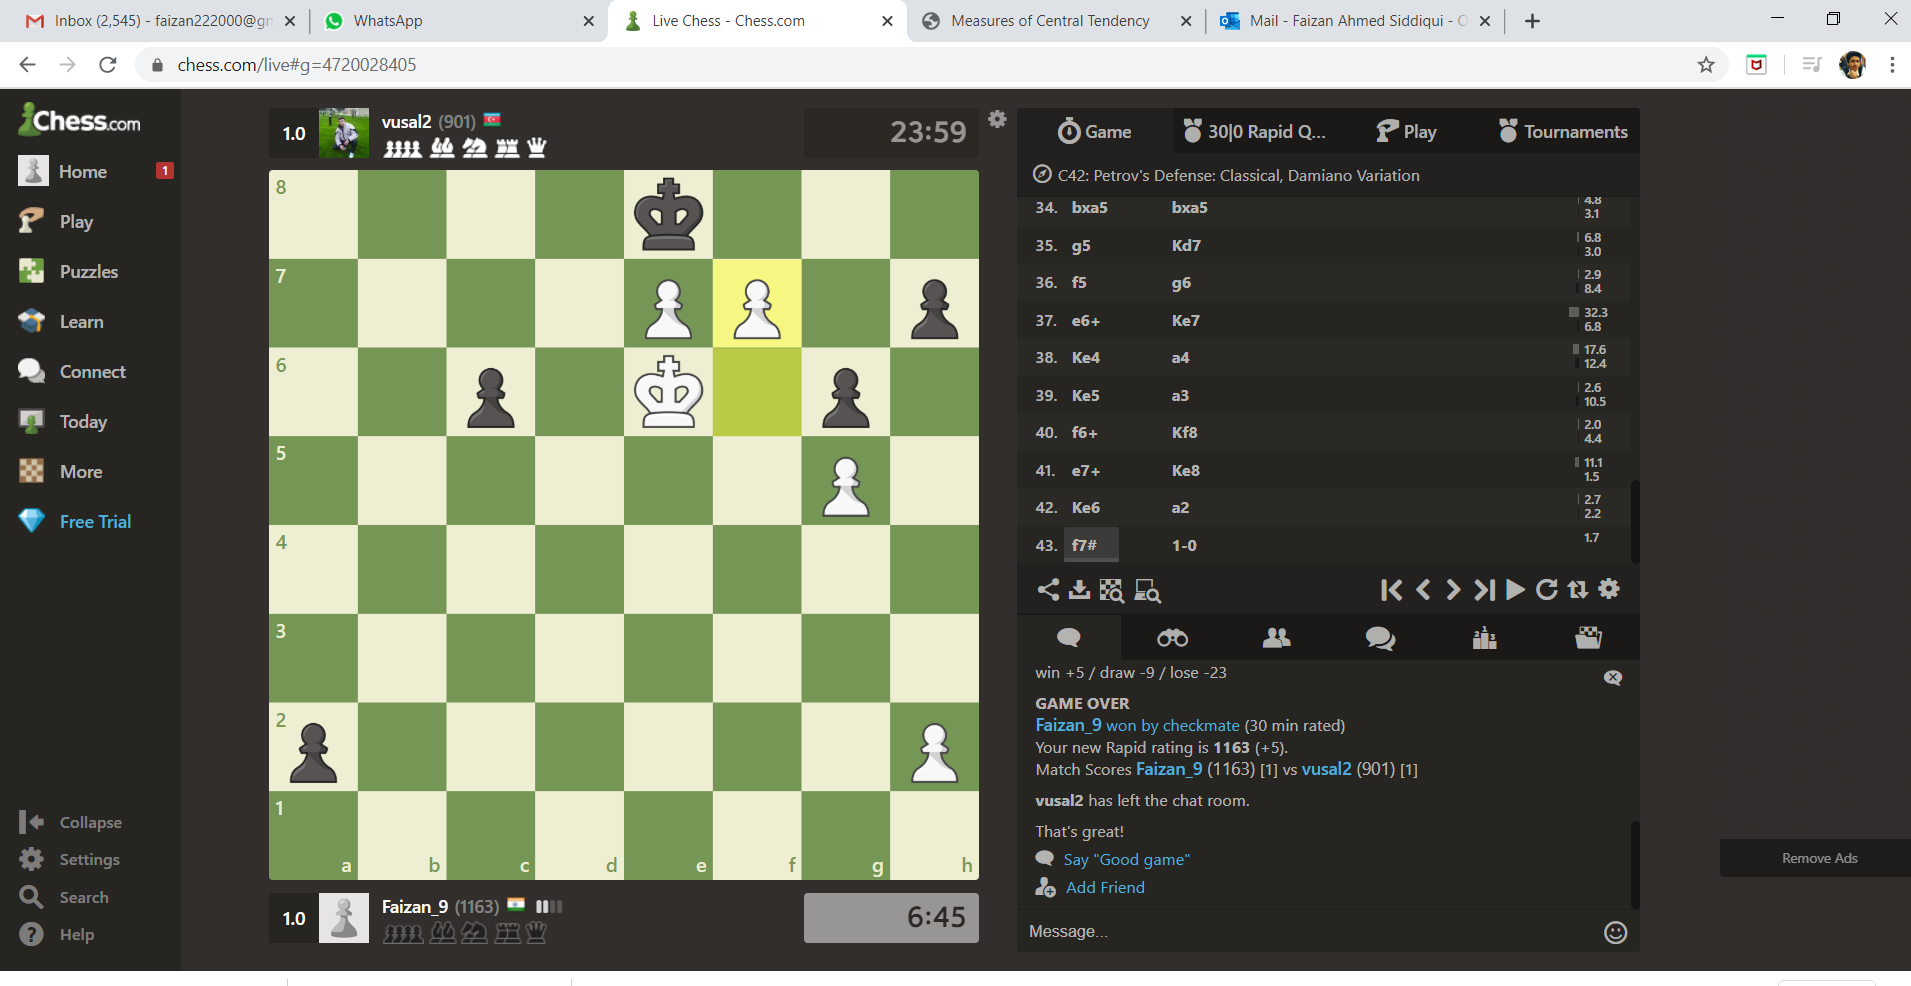 Inbox (2,545) - faizan222000@gm
WhatsApp
Live Chess - Chess.com
Measures of Central Tendency
Mail - Faizan Ahmed Siddiqui - O
chess.com/live#g=4720028405
Chess.com
Home
1
Play
Puzzles
Learn
Connect
Today
More
Free Trial
Collapse
Settings
Search
Help
1.0
vusal2 (901)
23:59
8
7
6
5
4
3
2
1
a b c d e f g h
1.0
Faizan_9 (1163)
6:45
Game
30|0 Rapid Q...
Play
Tournaments
C42: Petrov's Defense: Classical, Damiano Variation
34. bxa5 bxa5 4.8 3.1
35. g5 Kd7 6.8 3.0
36. f5 g6 2.9 8.4
37. e6+ Ke7 32.3 6.8
38. Ke4 a4 17.6 12.4
39. Ke5 a3 2.6 10.5
40. f6+ Kf8 2.0 4.4
41. e7+ Ke8 11.1 1.5
42. Ke6 a2 2.7 2.2
43. f7# 1-0 1.7
win +5 / draw -9 / lose -23
GAME OVER
Faizan_9 won by checkmate (30 min rated)
Your new Rapid rating is 1163 (+5).
Match Scores Faizan_9 (1163) [1] vs vusal2 (901) [1]
vusal2 has left the chat room.
That's great!
Say "Good game"
Add Friend
Message...
Remove Ads